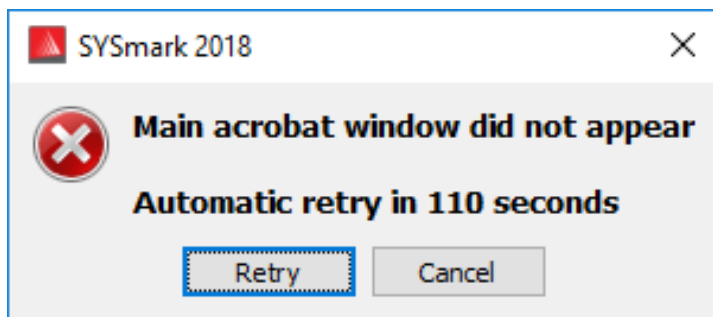 SYSmark 2018
Main acrobat window did not appear
Automatic retry in 110 seconds
Retry Cancel